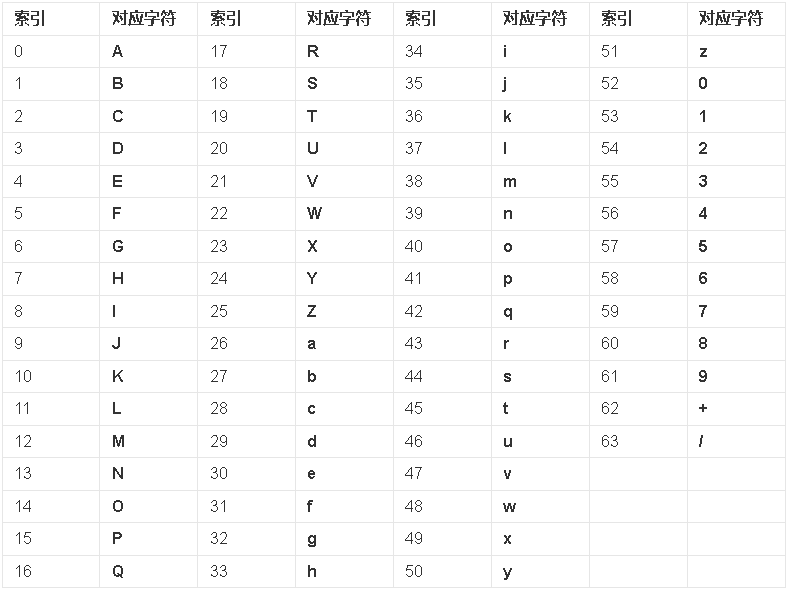 索引 对应字符 索引 对应字符 索引 对应字符 索引 对应字符
0 A 17 R 34 i 51 z
1 B 18 S 35 j 52 0
2 C 19 T 36 k 53 1
3 D 20 U 37 l 54 2
4 E 21 V 38 m 55 3
5 F 22 W 39 n 56 4
6 G 23 X 40 o 57 5
7 H 24 Y 41 p 58 6
8 I 25 Z 42 q 59 7
9 J 26 a 43 r 60 8
10 K 27 b 44 s 61 9
11 L 28 c 45 t 62 +
12 M 29 d 46 u 63 /
13 N 30 e 47 v
14 O 31 f 48 w
15 P 32 g 49 x
16 Q 33 h 50 y